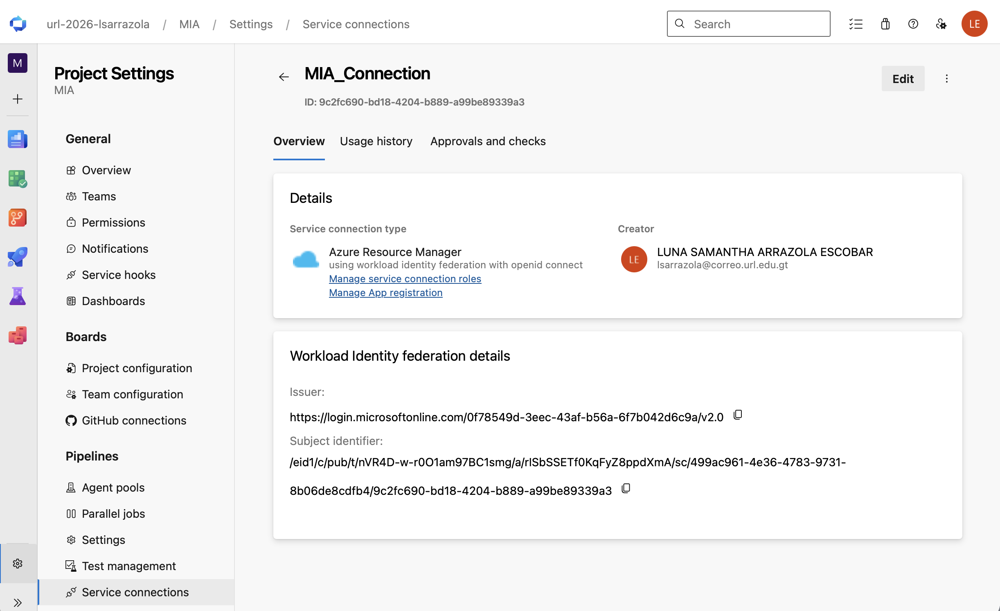 url-2026-lsarrazola / MIA / Settings / Service connections
Search
LE
M
Project Settings
MIA
General
Overview
Teams
Permissions
Notifications
Service hooks
Dashboards
Boards
Project configuration
Team configuration
GitHub connections
Pipelines
Agent pools
Parallel jobs
Settings
Test management
Service connections
MIA_Connection
Edit
ID: 9c2fc690-bd18-4204-b889-a99be89339a3
Overview Usage history Approvals and checks
Details
Service connection type
Azure Resource Manager
using workload identity federation with openid connect
Manage service connection roles
Manage App registration
Creator
LE
LUNA SAMANTHA ARRAZOLA ESCOBAR
lsarrazola@correo.url.edu.gt
Workload Identity federation details
Issuer:
https://login.microsoftonline.com/0f78549d-3eec-43af-b56a-6f7b042d6c9a/v2.0
Subject identifier:
/eid1/c/pub/t/nVR4D-w-r0O1am97BC1smg/a/rISbSSETf0KqFyZ8ppdXmA/sc/499ac961-4e36-4783-9731-
8b06de8cdfb4/9c2fc690-bd18-4204-b889-a99be89339a3